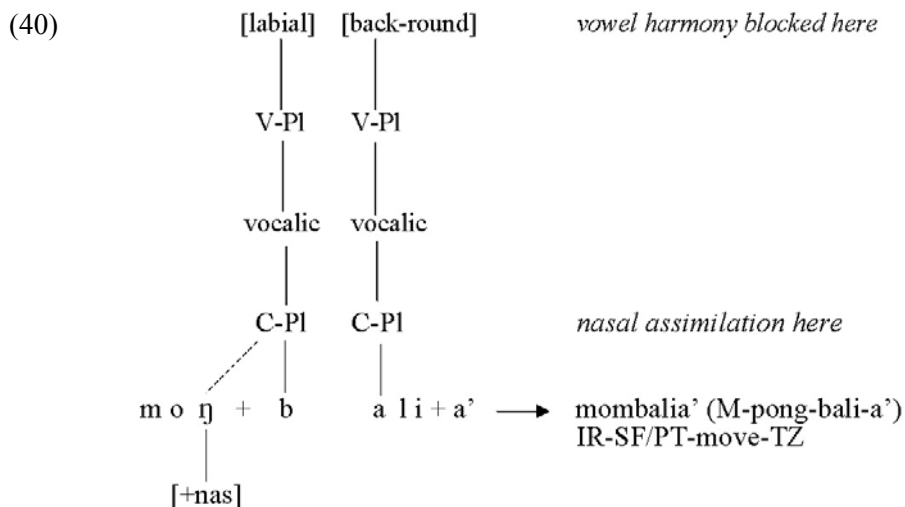 (40) [labial] [back-round] vowel harmony blocked here
V-Pl V-Pl
vocalic vocalic
C-Pl C-Pl nasal assimilation here
m o ŋ + b a l i + a’ → mombalia’ (M-pong-bali-a’)
IR-SF/PT-move-TZ
[+nas]